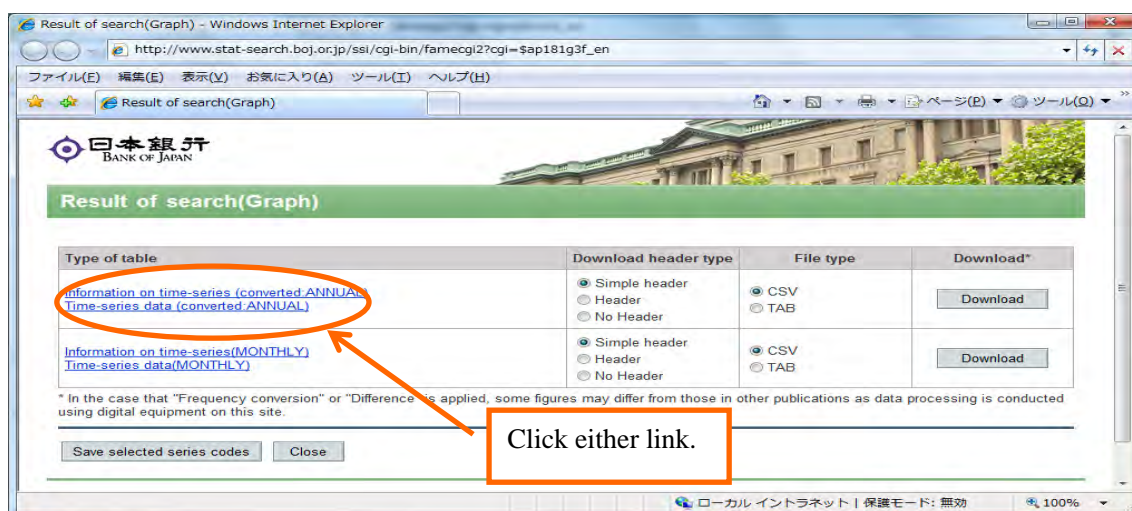 Result of search(Graph) - Windows Internet Explorer
http://www.stat-search.boj.or.jp/ssi/cgi-bin/famecgi2?cgi=$ap181g3f_en
ファイル(F) 編集(E) 表示(V) お気に入り(A) ツール(T) ヘルプ(H)
Result of search(Graph)
ページ(P) ツール(O)
日本銀行
BANK OF JAPAN
Result of search(Graph)
Type of table Download header type File type Download*
Information on time-series (converted:ANNUAL)
Time-series data (converted:ANNUAL)
Simple header
Header
No Header
CSV
TAB
Download
Information on time-series(MONTHLY)
Time-series data(MONTHLY)
Simple header
Header
No Header
CSV
TAB
Download
* In the case that "Frequency conversion" or "Difference" is applied, some figures may differ from those in other publications as data processing is conducted
using digital equipment on this site.
Click either link.
Save selected series codes Close
ローカル イントラネット | 保護モード: 無効 100%